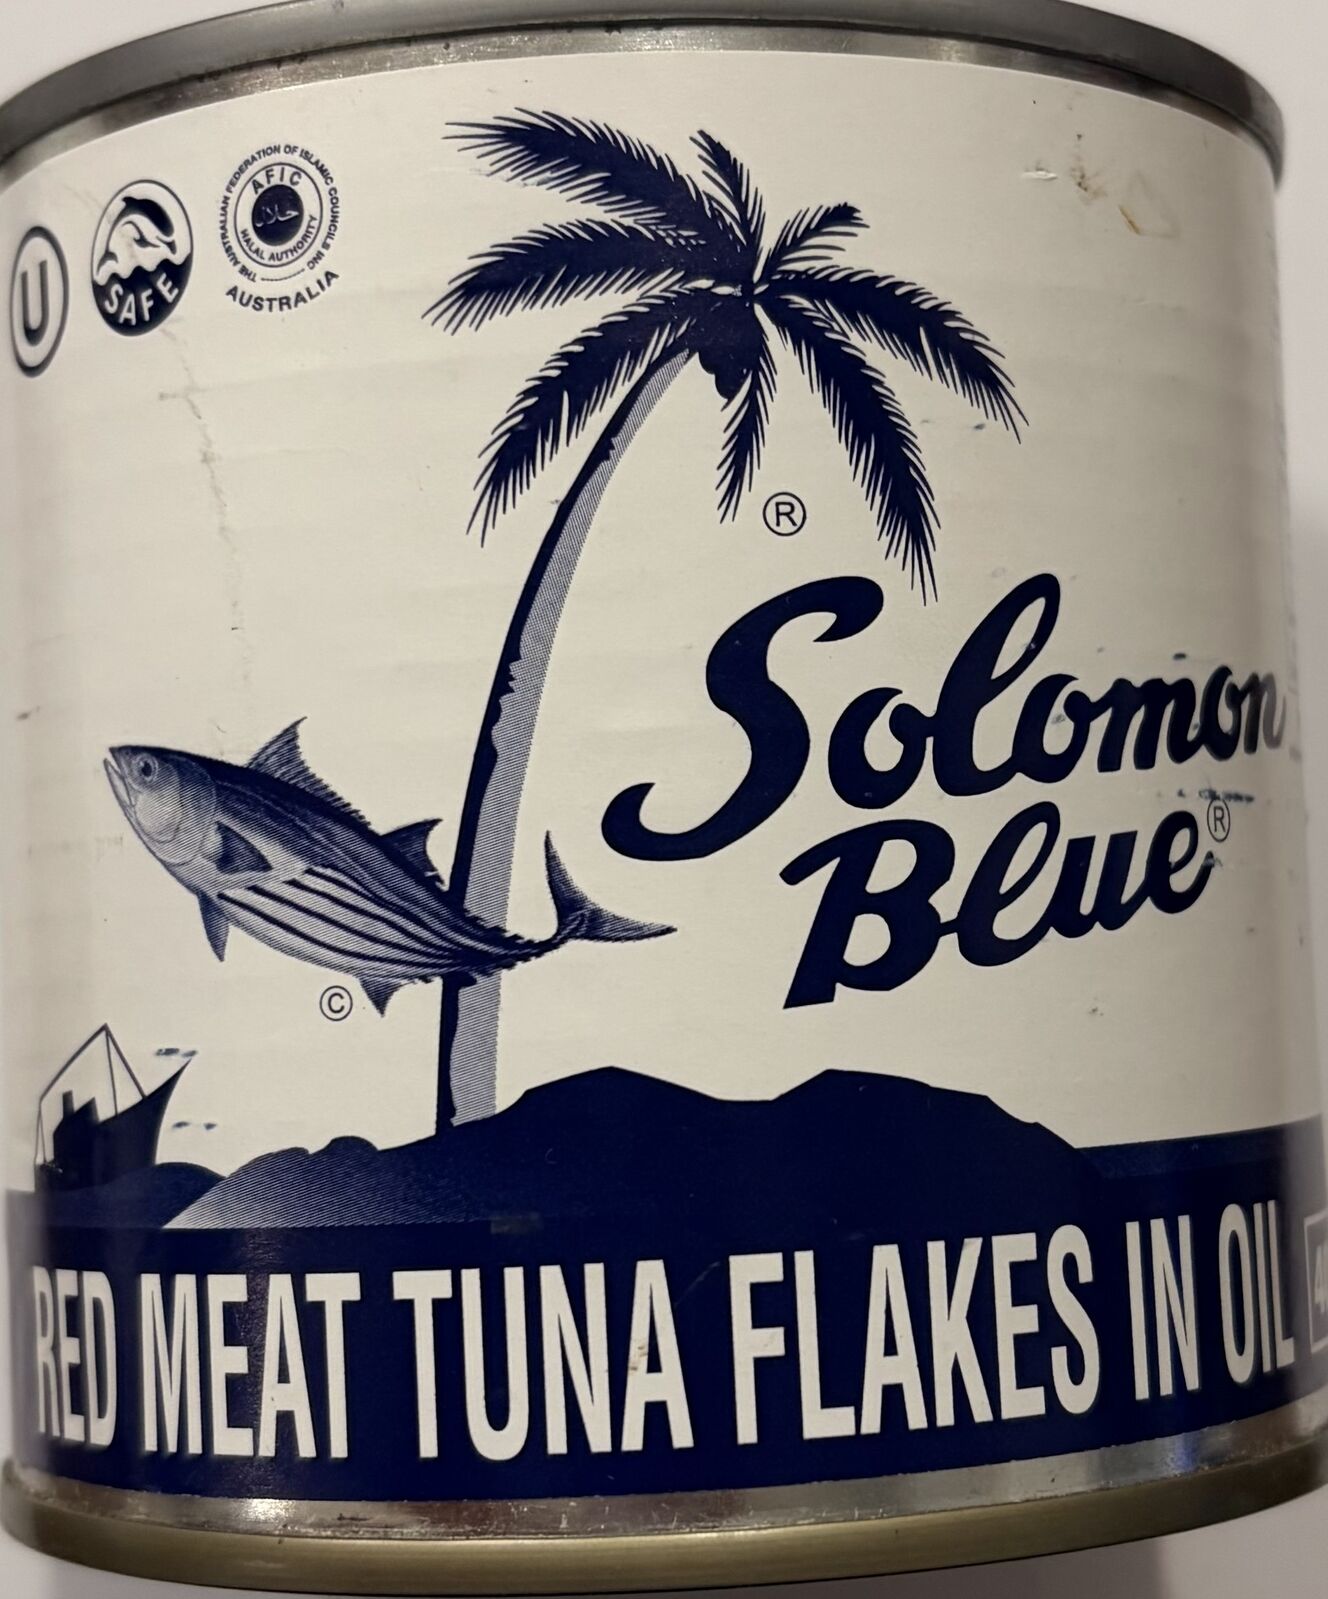 U
SAFE
THE AUSTRALIAN FEDERATION OF ISLAMIC COUNCILS INC
AFIC
حلال
HALAL AUTHORITY
AUSTRALIA
®
Solomon
Blue®
©
RED MEAT TUNA FLAKES IN OIL